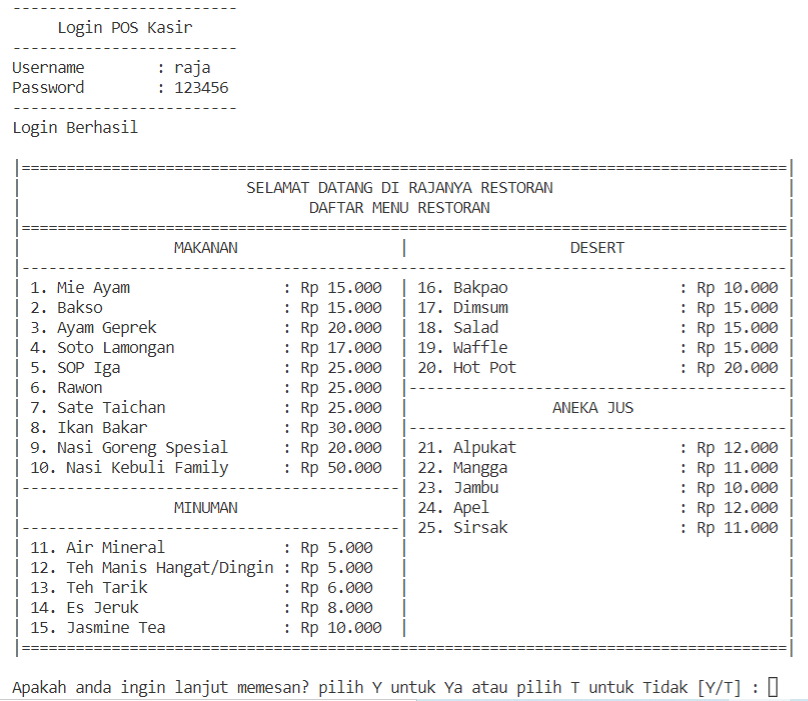 -------------------------
Login POS Kasir
-------------------------
Username : raja
Password : 123456
-------------------------
Login Berhasil
|=====================================================================================|
SELAMAT DATANG DI RAJANYA RESTORAN
DAFTAR MENU RESTORAN
|=====================================================================================|
| MAKANAN | DESERT |
|-------------------------------------------------------------------------------------|
| 1. Mie Ayam : Rp 15.000 | 16. Bakpao : Rp 10.000 |
| 2. Bakso : Rp 15.000 | 17. Dimsum : Rp 15.000 |
| 3. Ayam Geprek : Rp 20.000 | 18. Salad : Rp 15.000 |
| 4. Soto Lamongan : Rp 17.000 | 19. Waffle : Rp 15.000 |
| 5. SOP Iga : Rp 25.000 | 20. Hot Pot : Rp 20.000 |
| 6. Rawon : Rp 25.000 |------------------------------------------|
| 7. Sate Taichan : Rp 25.000 | ANEKA JUS |
| 8. Ikan Bakar : Rp 30.000 |------------------------------------------|
| 9. Nasi Goreng Spesial : Rp 20.000 | 21. Alpukat : Rp 12.000 |
| 10. Nasi Kebuli Family : Rp 50.000 | 22. Mangga : Rp 11.000 |
|------------------------------------------| 23. Jambu : Rp 10.000 |
| MINUMAN | 24. Apel : Rp 12.000 |
|------------------------------------------| 25. Sirsak : Rp 11.000 |
| 11. Air Mineral : Rp 5.000 | |
| 12. Teh Manis Hangat/Dingin : Rp 5.000 | |
| 13. Teh Tarik : Rp 6.000 | |
| 14. Es Jeruk : Rp 8.000 | |
| 15. Jasmine Tea : Rp 10.000 | |
|=====================================================================================|
Apakah anda ingin lanjut memesan? pilih Y untuk Ya atau pilih T untuk Tidak [Y/T] :